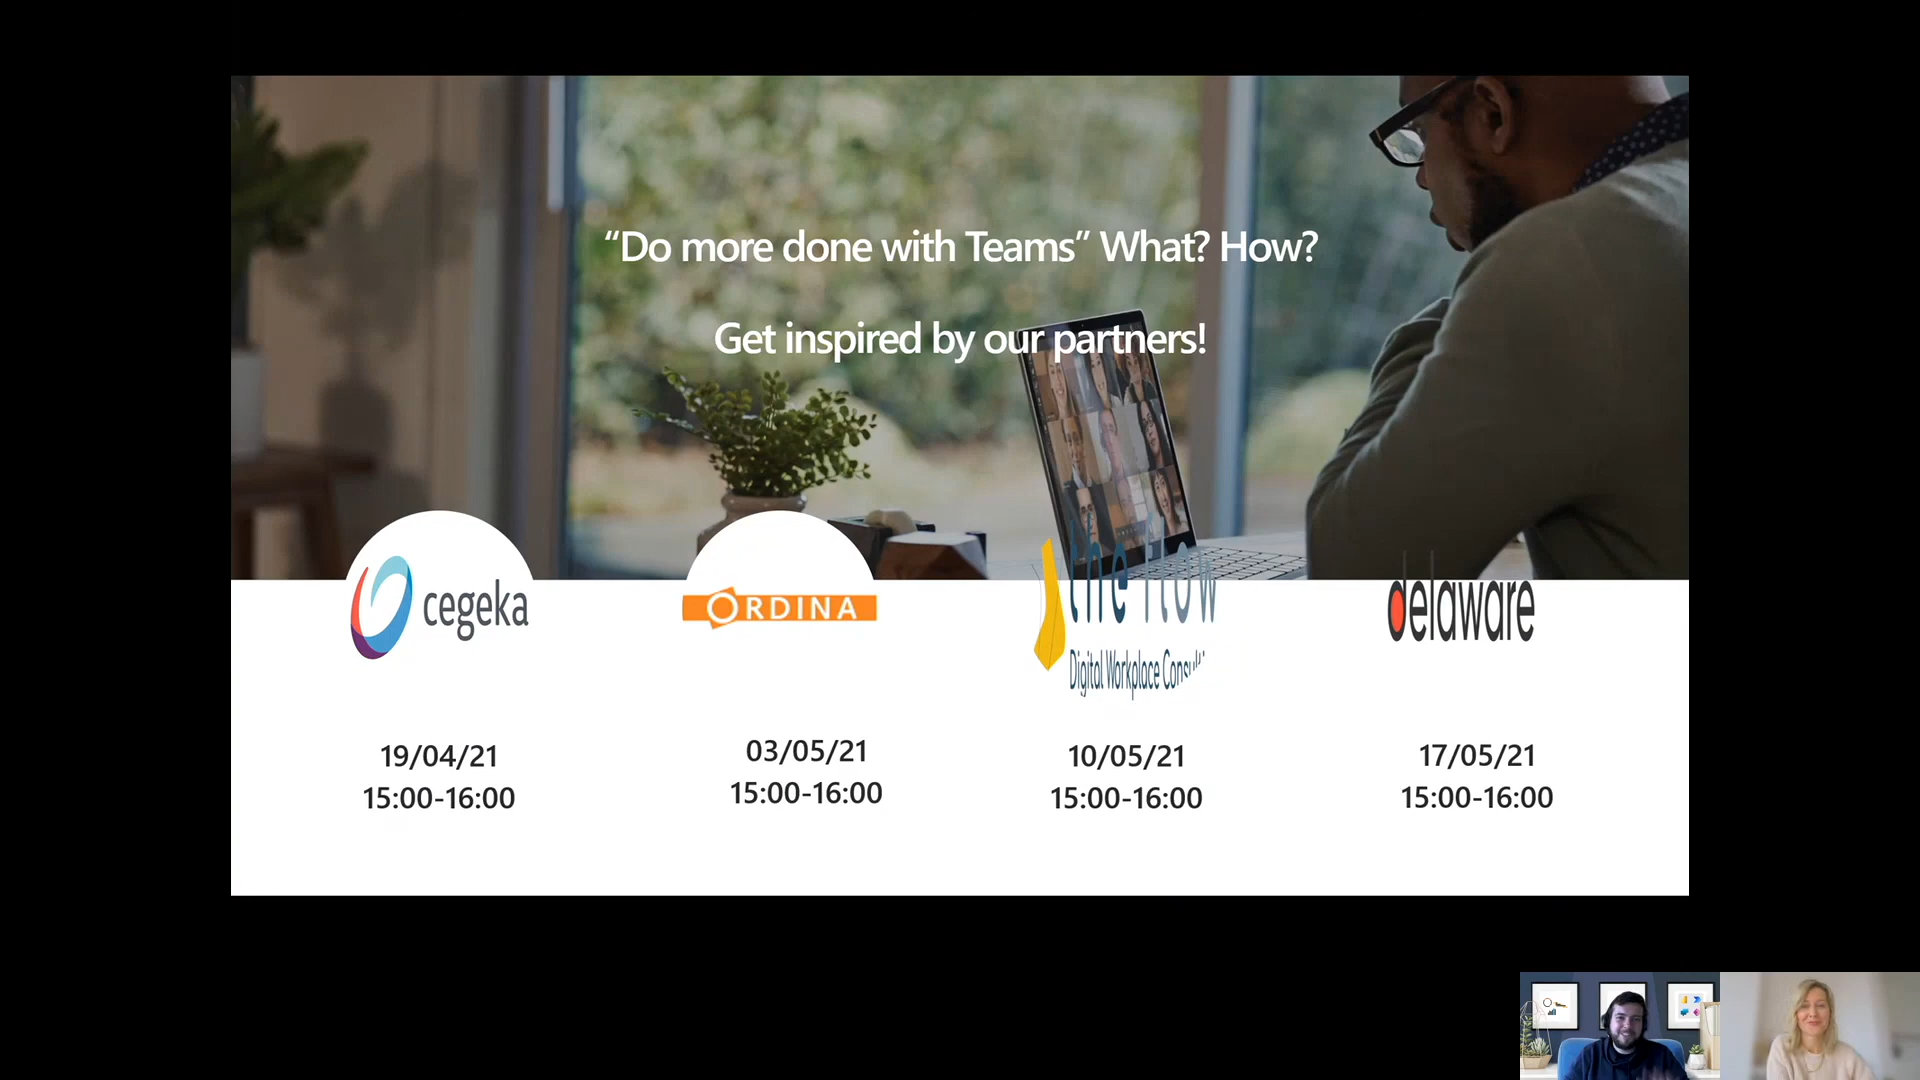 “Do more done with Teams” What? How?
Get inspired by our partners!
cegeka
ORDINA
the flow
Digital Workplace
delaware
19/04/21
15:00-16:00
03/05/21
15:00-16:00
10/05/21
15:00-16:00
17/05/21
15:00-16:00